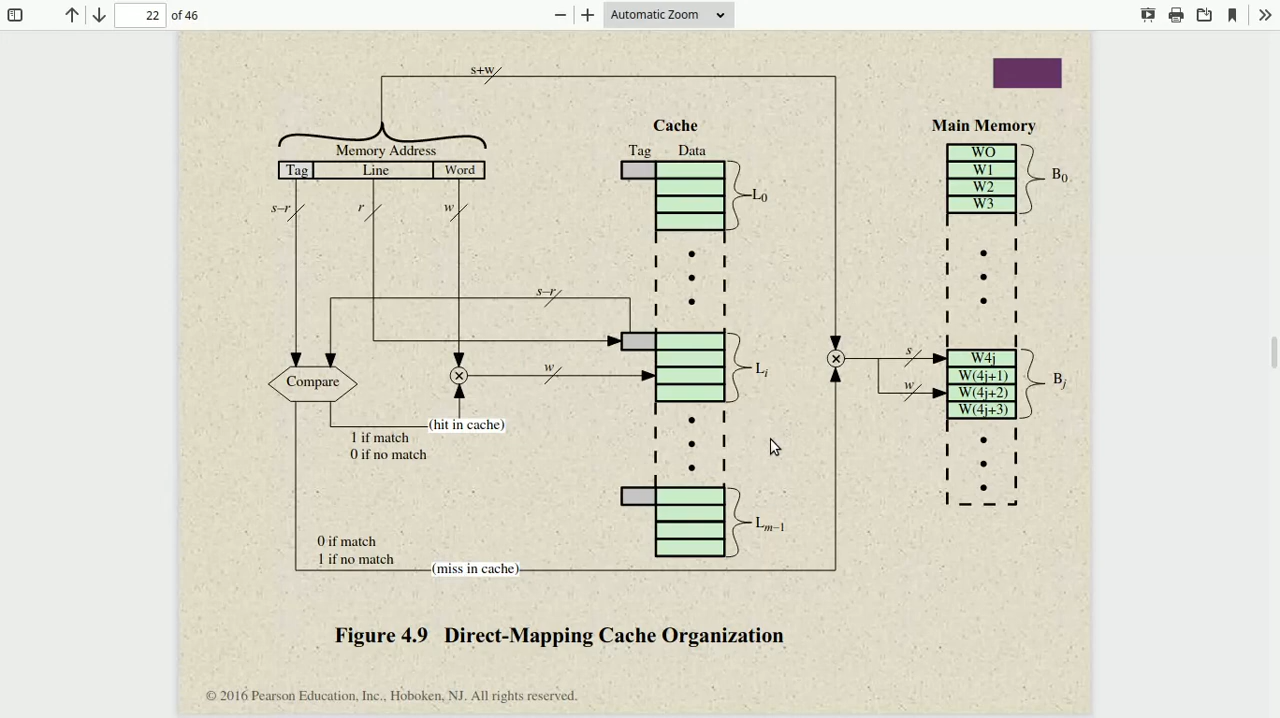 22 of 46
Automatic Zoom
s+w
Cache
Main Memory
Memory Address
Tag Data
Tag Line Word
WO
W1
W2
W3
B0
L0
s–r
r
w
s–r
Compare
w
Li
s
w
W4j
W(4j+1)
W(4j+2)
W(4j+3)
Bj
(hit in cache)
1 if match
0 if no match
Lm–1
0 if match
1 if no match
(miss in cache)
Figure 4.9 Direct-Mapping Cache Organization
© 2016 Pearson Education, Inc., Hoboken, NJ. All rights reserved.